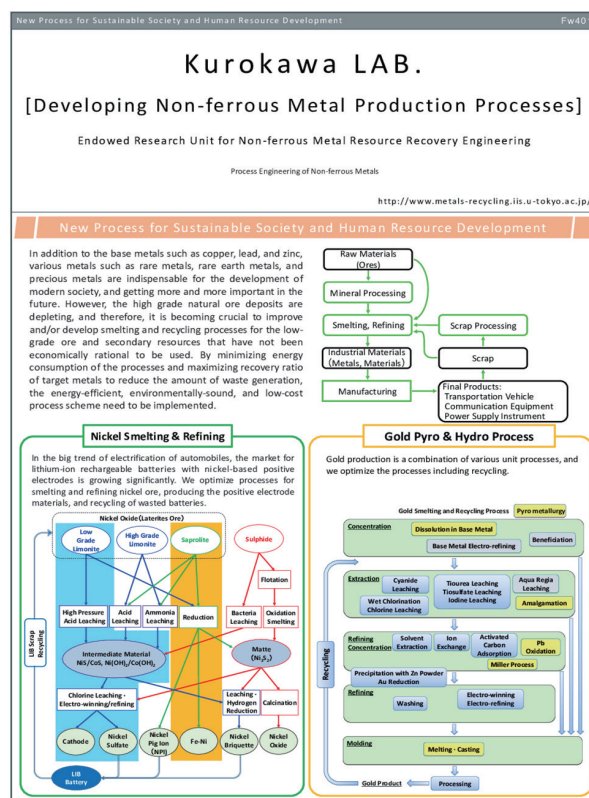 New Process for Sustainable Society and Human Resource Development
Fw401
Kurokawa LAB.
[Developing Non-ferrous Metal Production Processes]
Endowed Research Unit for Non-ferrous Metal Resource Recovery Engineering
Process Engineering of Non-ferrous Metals
http://www.metals-recycling.iis.u-tokyo.ac.jp/
New Process for Sustainable Society and Human Resource Development
In addition to the base metals such as copper, lead, and zinc,
various metals such as rare metals, rare earth metals, and
precious metals are indispensable for the development of
modern society, and getting more and more important in the
future. However, the high grade natural ore deposits are
depleting, and therefore, it is becoming crucial to improve
and/or develop smelting and recycling processes for the low-
grade ore and secondary resources that have not been
economically rational to be used. By minimizing energy
consumption of the processes and maximizing recovery ratio
of target metals to reduce the amount of waste generation,
the energy-efficient, environmentally-sound, and low-cost
process scheme need to be implemented.
Raw Materials
(Ores)
Mineral Processing
Smelting, Refining
Scrap Processing
Industrial Materials
(Metals, Materials)
Scrap
Manufacturing
Final Products:
Transportation Vehicle
Communication Equipment
Power Supply Instrument
Nickel Smelting & Refining
In the big trend of electrification of automobiles, the market for
lithium-ion rechargeable batteries with nickel-based positive
electrodes is growing significantly. We optimize processes for
smelting and refining nickel ore, producing the positive electrode
materials, and recycling of wasted batteries.
Nickel Oxide(Laterites Ore)
Low
Grade
Limonite
High Grade
Limonite
Saprolite
Sulphide
Flotation
High Pressure
Acid Leaching
Acid
Leaching
Ammonia
Leaching
Reduction
Bacteria
Leaching
Oxidation
Smelting
LIB Scrap
Recycling
Intermediate Material
NiS/CoS, Ni(OH)2/Co(OH)2
Matte
(Ni3S2)
Chlorine Leaching・
Electro-winning/refining
Leaching・
Hydrogen
Reduction
Calcination
Cathode
Nickel
Sulfate
Nickel
Pig Ion
(NPI)
Fe-Ni
Nickel
Briquette
Nickel
Oxide
LIB
Battery
Gold Pyro & Hydro Process
Gold production is a combination of various unit processes, and
we optimize the processes including recycling.
Gold Smelting and Recycling Process
Pyro metallurgy
Concentration
Dissolution in Base Metal
Base Metal Electro-refining
Beneficiation
Extraction
Cyanide
Leaching
Tiourea Leaching
Tiosulfate Leaching
Iodine Leaching
Aqua Regia
Leaching
Wet Chlorination
Chlorine Leaching
Amalgamation
Refining
Concentration
Solvent
Extraction
Ion
Exchange
Activated
Carbon
Adsorption
Pb
Oxidation
Miller Process
Precipitation with Zn Powder
Au Reduction
Refining
Washing
Electro-winning
Electro-refining
Molding
Melting・Casting
Recycling
Gold Product
Processing